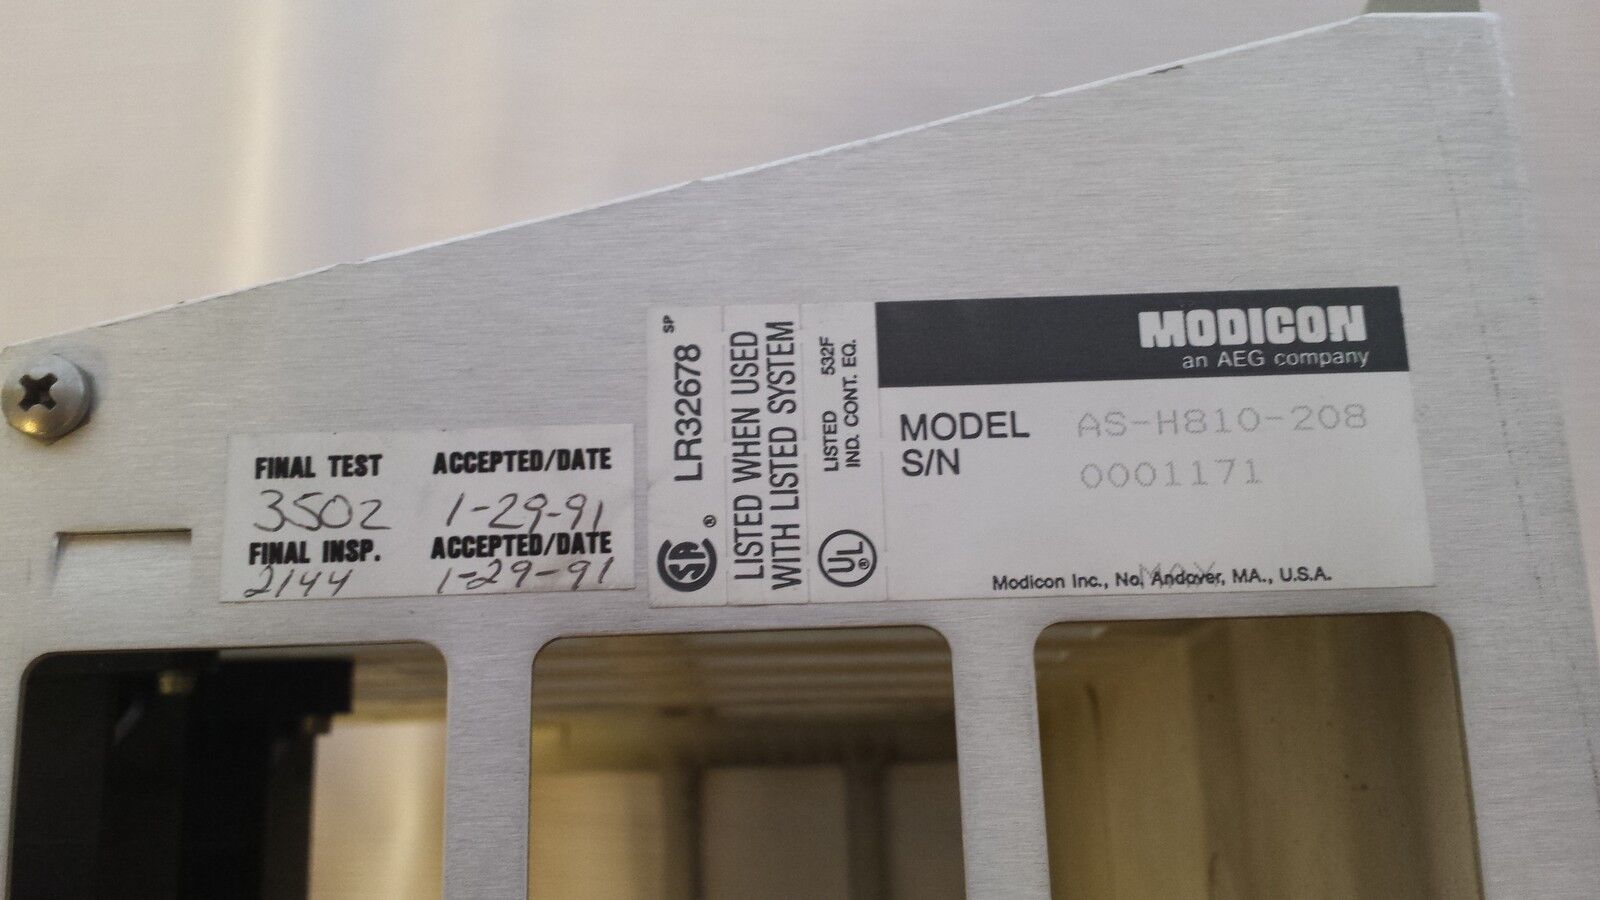 FINAL TEST ACCEPTED/DATE
3502 1-29-91
FINAL INSP. ACCEPTED/DATE
2144 1-29-91
SA ®
LR32678 SP
LISTED WHEN USED
WITH LISTED SYSTEM
UL ®
LISTED 532F
IND. CONT. EQ.
MODICON
an AEG company
MODEL AS-H810-208
S/N 0001171
Modicon Inc., No. Andover, MA., U.S.A.